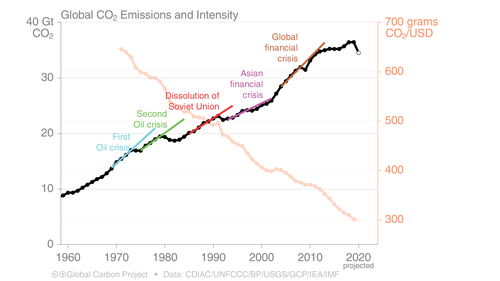 Global CO₂ Emissions and Intensity
40 Gt
CO₂
30
20
10
0
700 grams
CO₂/USD
600
500
400
300
Global
financial
crisis
Asian
financial
crisis
Dissolution of
Soviet Union
Second
Oil crisis
First
Oil crisis
1960
1970
1980
1990
2000
2010
2020
projected
Global Carbon Project • Data: CDIAC/UNFCCC/BP/USGS/GCP/IEA/IMF